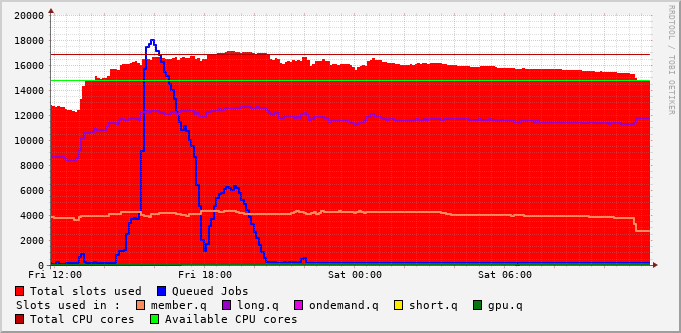 20000
18000
16000
14000
12000
10000
8000
6000
4000
2000
0
Fri 12:00 Fri 18:00 Sat 00:00 Sat 06:00
Total slots used Queued Jobs
Slots used in : member.q long.q ondemand.q short.q gpu.q
Total CPU cores Available CPU cores
RRDTOOL / TOBI OETIKER